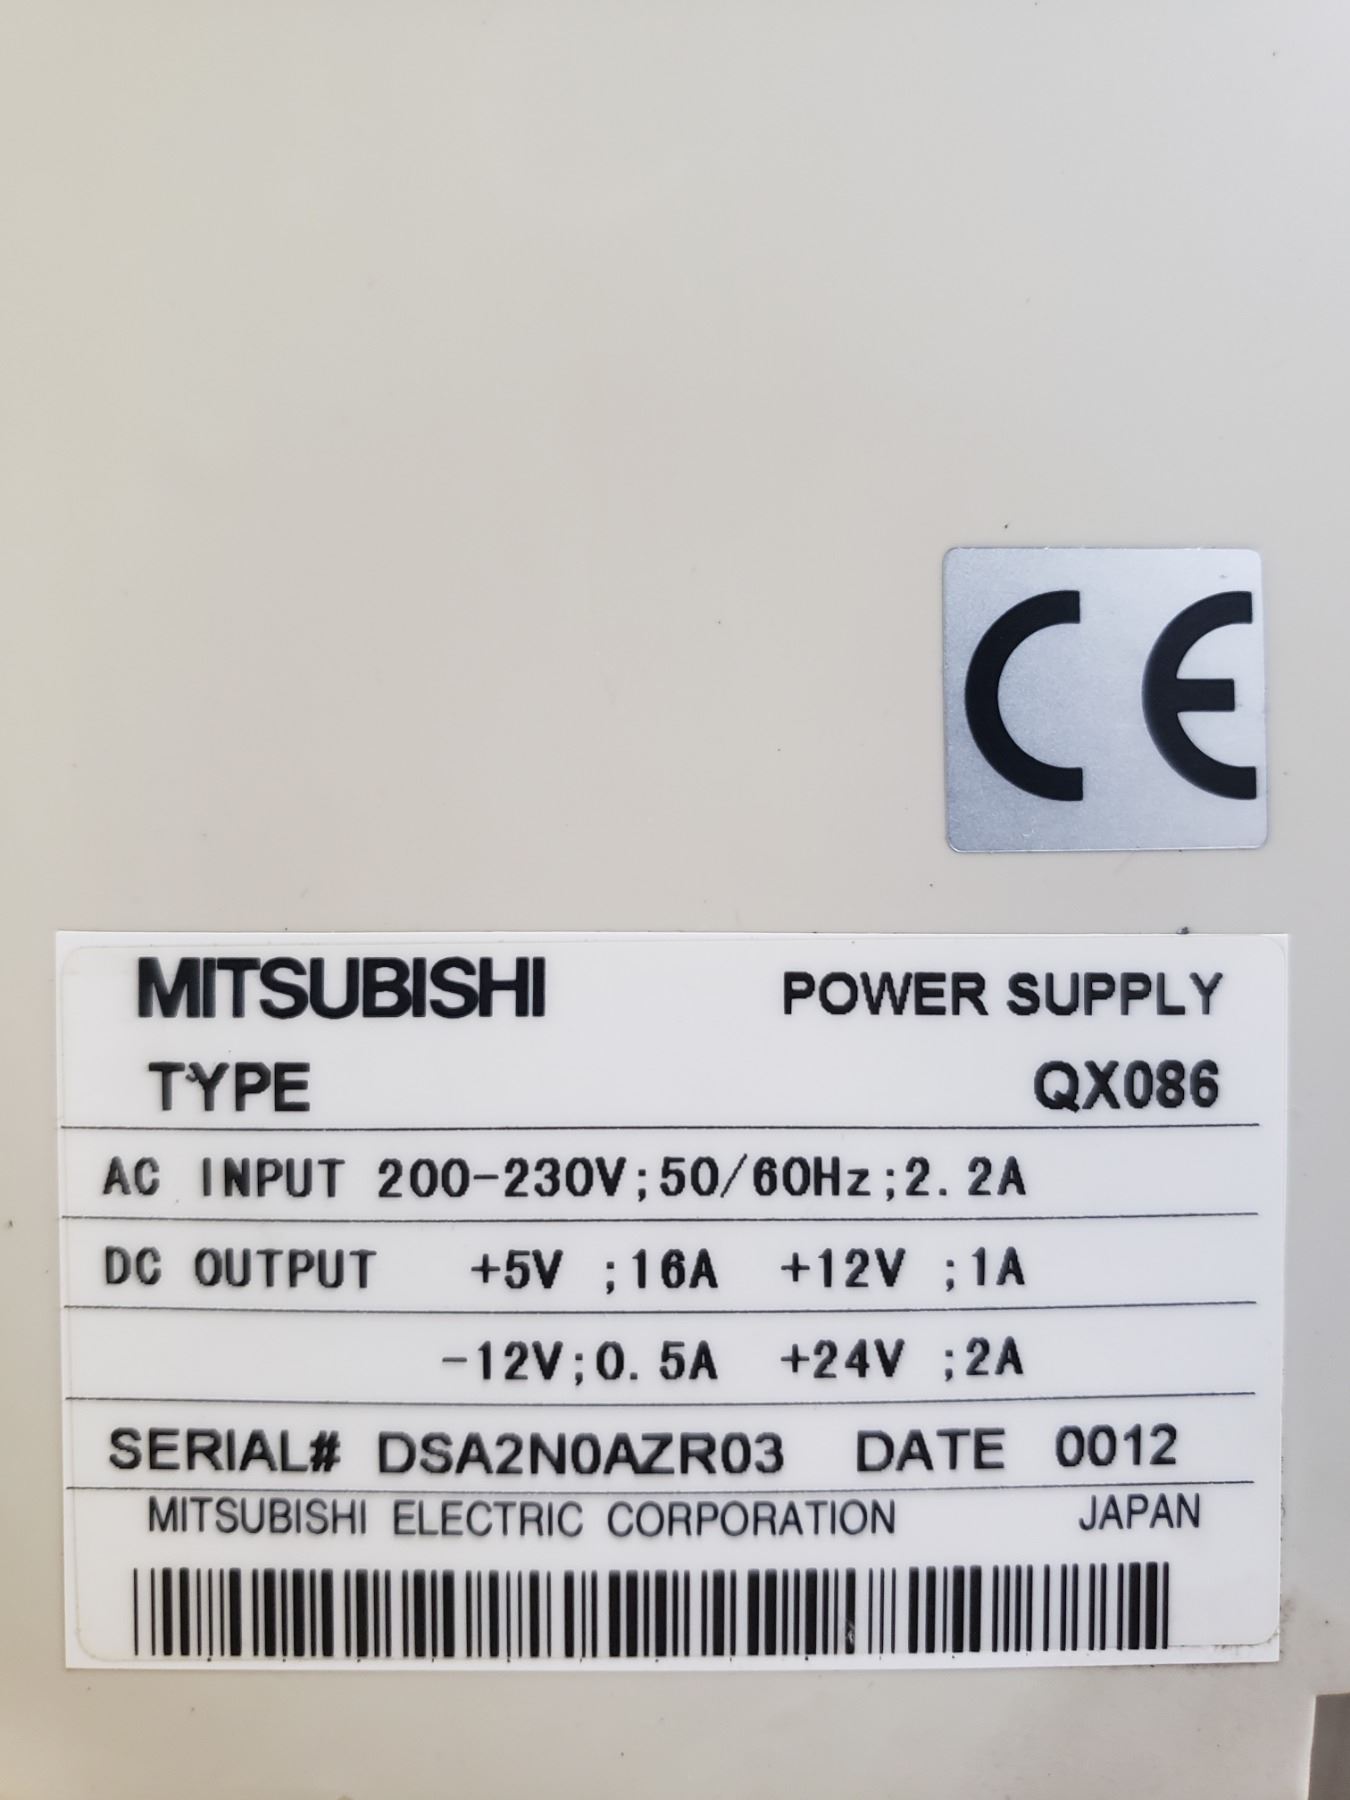 CE
MITSUBISHI POWER SUPPLY
TYPE QX086
AC INPUT 200-230V;50/60Hz;2.2A
DC OUTPUT +5V ;16A +12V ;1A
-12V;0.5A +24V ;2A
SERIAL# DSA2N0AZR03 DATE 0012
MITSUBISHI ELECTRIC CORPORATION JAPAN